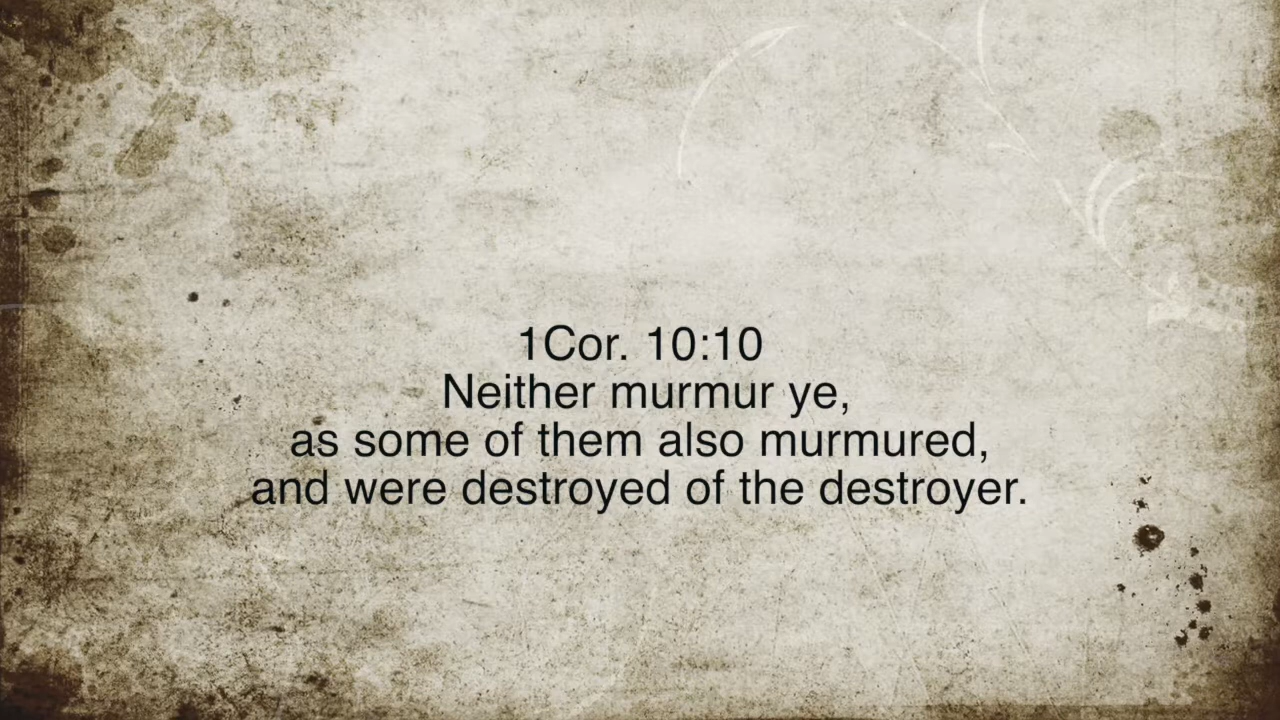 1Cor. 10:10
Neither murmur ye,
as some of them also murmured,
and were destroyed of the destroyer.